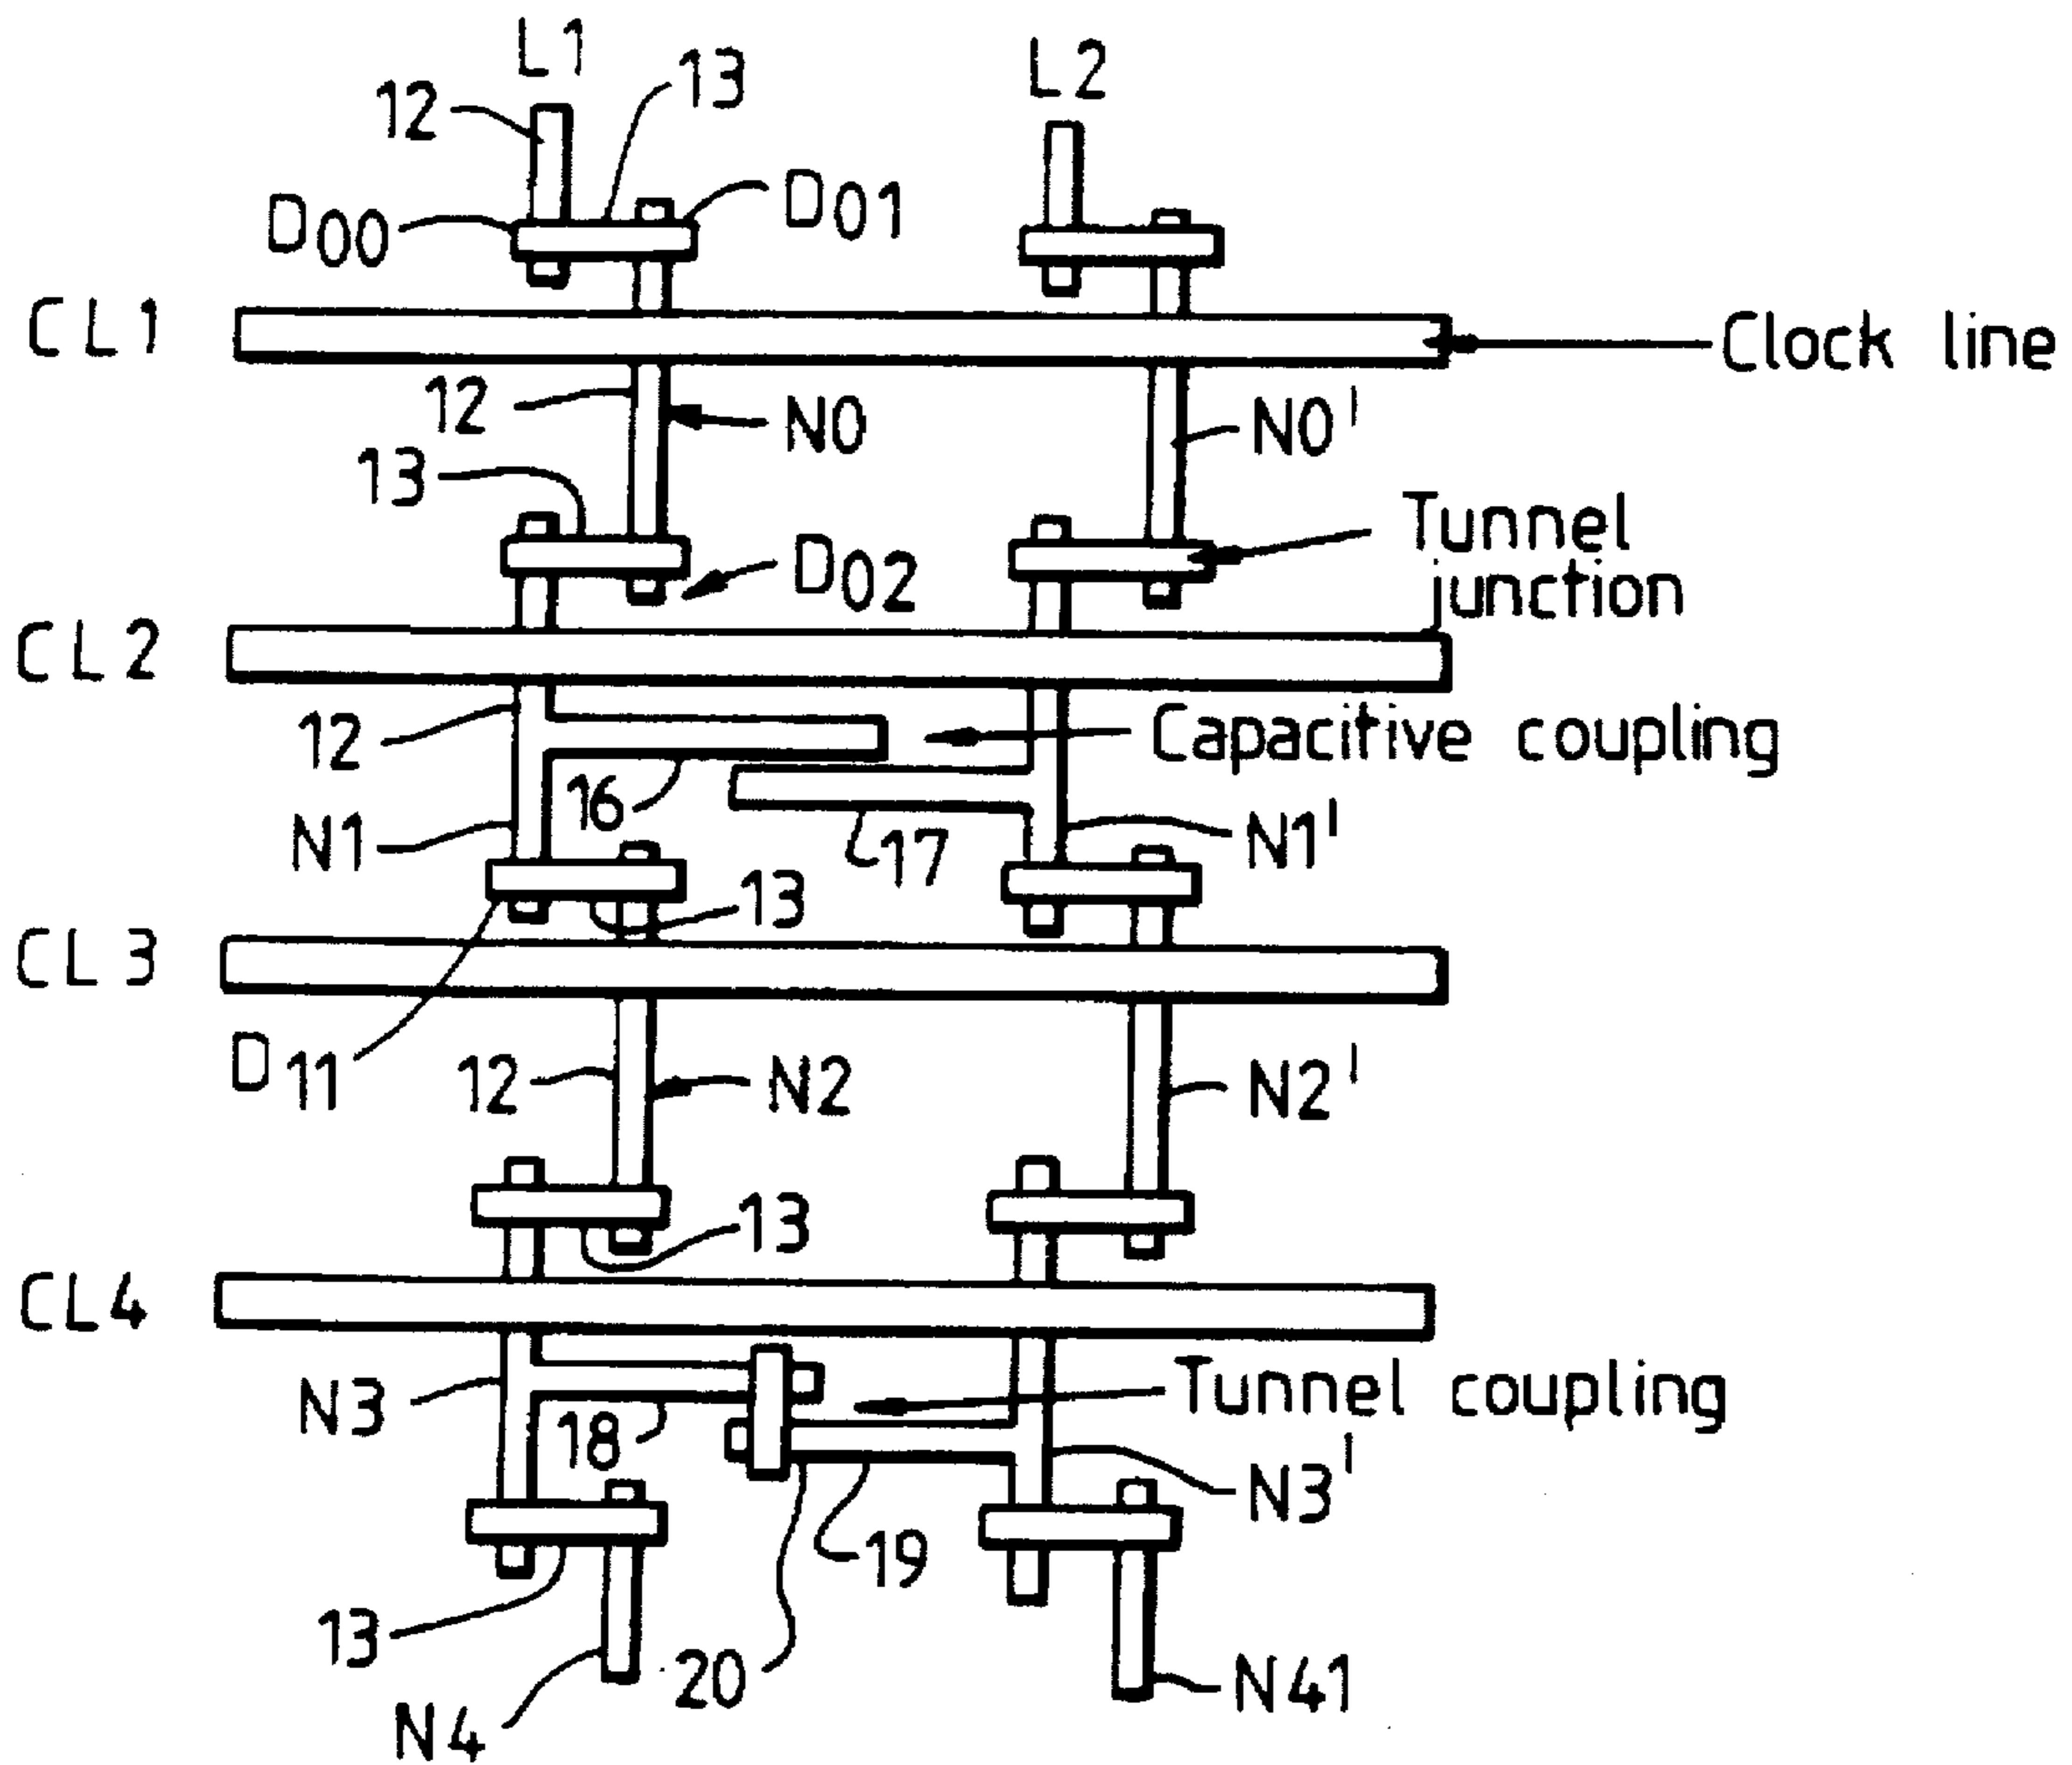 L1
L2
12
13
D00
D01
CL1
Clock line
12
N0
N0'
13
D02
Tunnel
junction
CL2
12
Capacitive coupling
16
N1
17
N1'
13
CL3
D11
12
N2
N2'
13
CL4
N3
18
Tunnel coupling
N3'
19
13
20
N41
N4